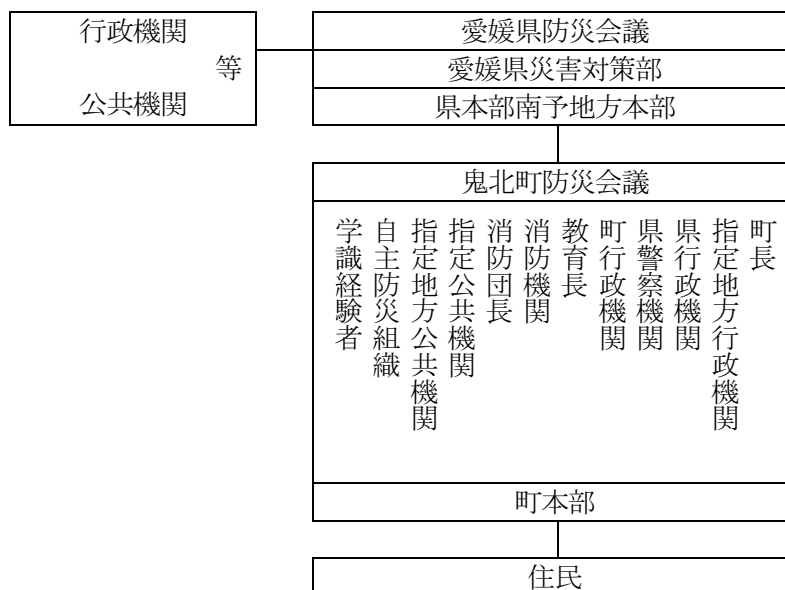 行政機関
等
公共機関
愛媛県防災会議
愛媛県災害対策部
県本部南予地方本部
鬼北町防災会議
町長
指定地方行政機関
県行政機関
県警察機関
町行政機関
教育長
消防機関
消防団長
指定公共機関
指定地方公共機関
自主防災組織
学識経験者
町本部
住民